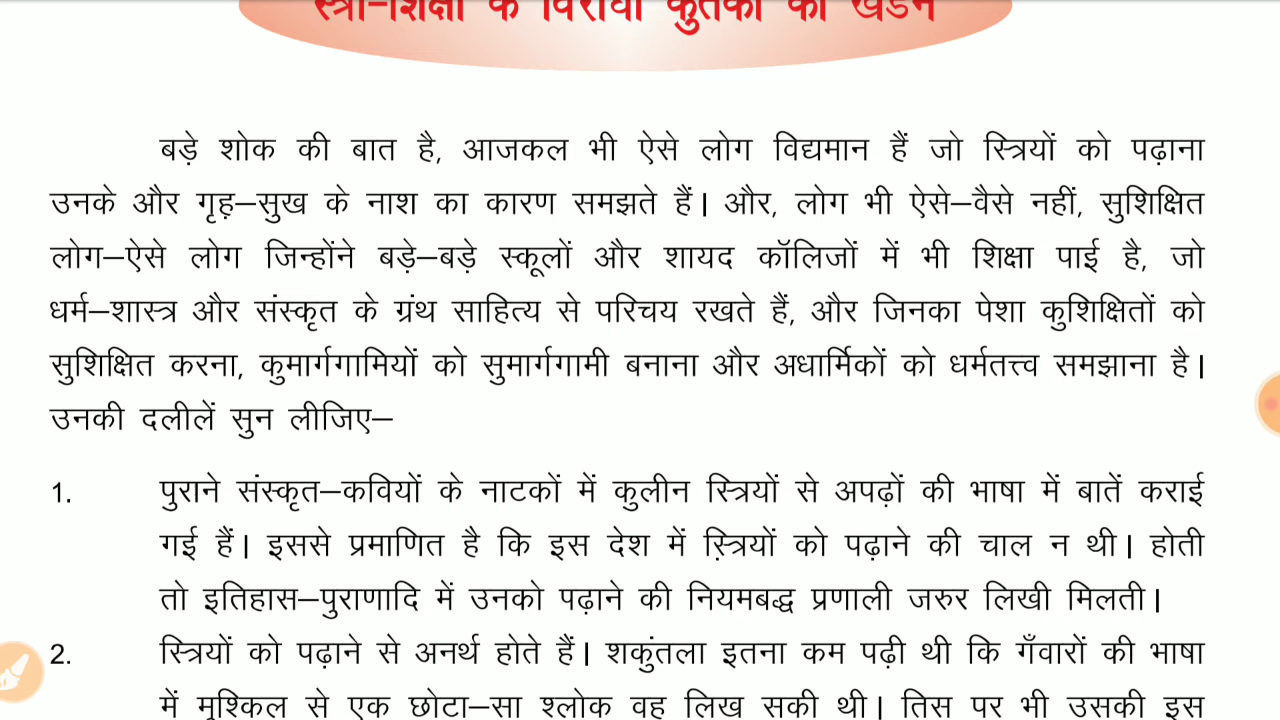 स्त्री–शिक्षा के विरोधी कुतर्कों का खंडन
बड़े शोक की बात है, आजकल भी ऐसे लोग विद्यमान हैं जो स्त्रियों को पढ़ाना
उनके और गृह़–सुख के नाश का कारण समझते हैं। और, लोग भी ऐसे–वैसे नहीं, सुशिक्षित
लोग–ऐसे लोग जिन्होंने बड़े–बड़े स्कूलों और शायद कॉलिजों में भी शिक्षा पाई है, जो
धर्म–शास्त्र और संस्कृत के ग्रंथ साहित्य से परिचय रखते हैं, और जिनका पेशा कुशिक्षितों को
सुशिक्षित करना, कुमार्गगामियों को सुमार्गगामी बनाना और अधार्मिकों को धर्मतत्त्व समझाना है।
उनकी दलीलें सुन लीजिए–
1. पुराने संस्कृत–कवियों के नाटकों में कुलीन स्त्रियों से अपढ़ों की भाषा में बातें कराई
गई हैं। इससे प्रमाणित है कि इस देश में स्त्रियों को पढ़ाने की चाल न थी। होती
तो इतिहास–पुराणादि में उनको पढ़ाने की नियमबद्ध प्रणाली जरुर लिखी मिलती।
2. स्त्रियों को पढ़ाने से अनर्थ होते हैं। शकुंतला इतना कम पढ़ी थी कि गँवारों की भाषा
में मुश्किल से एक छोटा–सा श्लोक वह लिख सकी थी। तिस पर भी उसकी इस